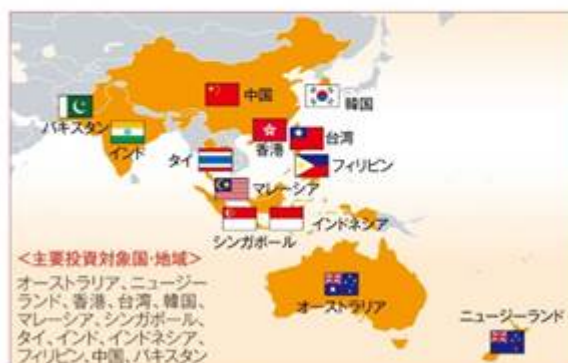 中国
韓国
パキスタン
インド
香港
台湾
タイ
フィリピン
マレーシア
シンガポール
インドネシア
<主要投資対象国・地域>
オーストラリア、ニュージー
ランド、香港、台湾、韓国、
マレーシア、シンガポール、
タイ、インド、インドネシア、
フィリピン、中国、パキスタン
オーストラリア
ニュージーランド